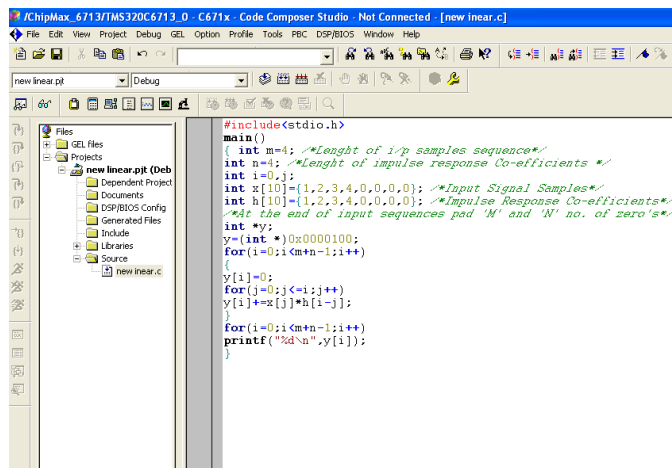 /ChipMax_6713/TMS320C6713_0 - C671x - Code Composer Studio - Not Connected - [new inear.c]
File Edit View Project Debug GEL Option Profile Tools PBC DSP/BIOS Window Help
new linear.pjt Debug
Files
GEL files
Projects
new linear.pjt (Deb
Dependent Project
Documents
DSP/BIOS Config
Generated Files
Include
Libraries
Source
new inear.c
#include<stdio.h>
main()
{ int m=4; /*Lenght of i/p samples sequence*/
int n=4; /*Lenght of impulse response Co-efficients */
int i=0,j;
int x[10]={1,2,3,4,0,0,0,0}; /*Input Signal Samples*/
int h[10]={1,2,3,4,0,0,0,0}; /*Impulse Response Co-efficients*/
/*At the end of input sequences pad 'M' and 'N' no. of zero's*/
int *y;
y=(int *)0x0000100;
for(i=0;i<m+n-1;i++)
{
y[i]=0;
for(j=0;j<=i;j++)
y[i]+=x[j]*h[i-j];
}
for(i=0;i<m+n-1;i++)
printf("%d\n",y[i]);
}